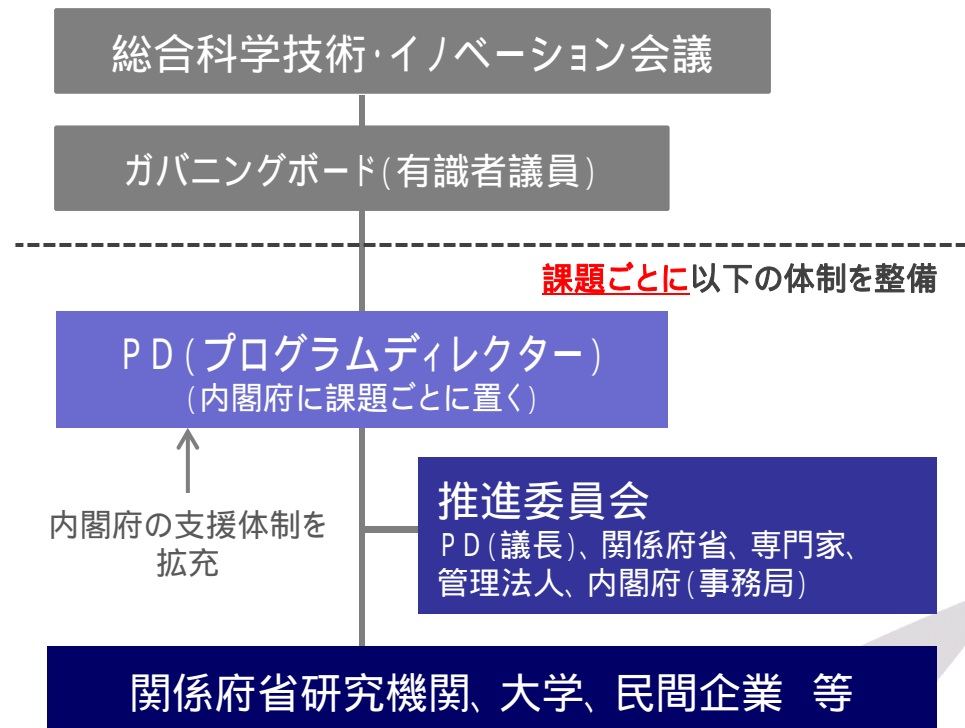 総合科学技術・イノベーション会議
ガバニングボード(有識者議員)
課題ごとに以下の体制を整備
PD(プログラムディレクター)
(内閣府に課題ごとに置く)
内閣府の支援体制を
拡充
推進委員会
PD(議長)、関係府省、専門家、
管理法人、内閣府(事務局)
関係府省研究機関、大学、民間企業 等